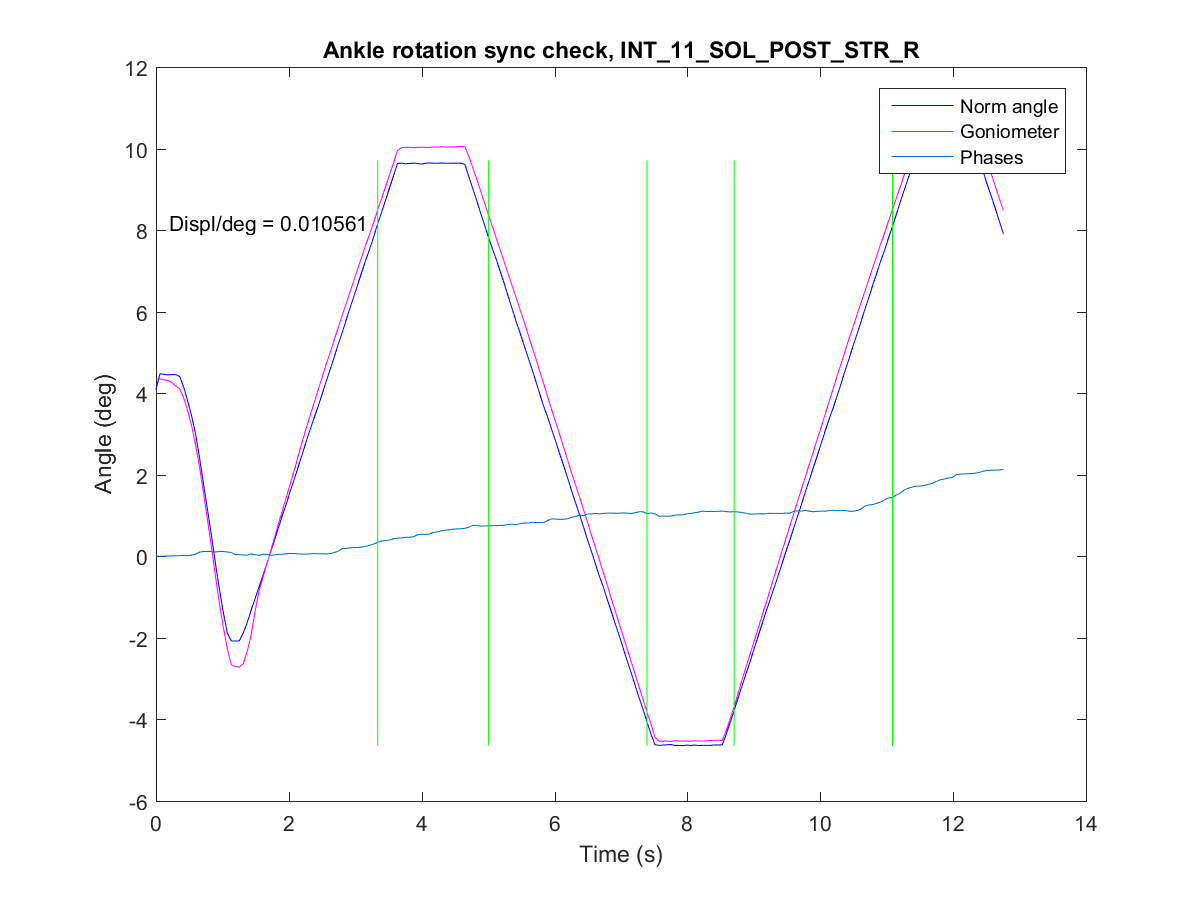 Ankle rotation sync check, INT_11_SOL_POST_STR_R
12
10
8
6
4
2
0
-2
-4
-6
Angle (deg)
Displ/deg = 0.010561
Norm angle
Goniometer
Phases
0 2 4 6 8 10 12 14
Time (s)